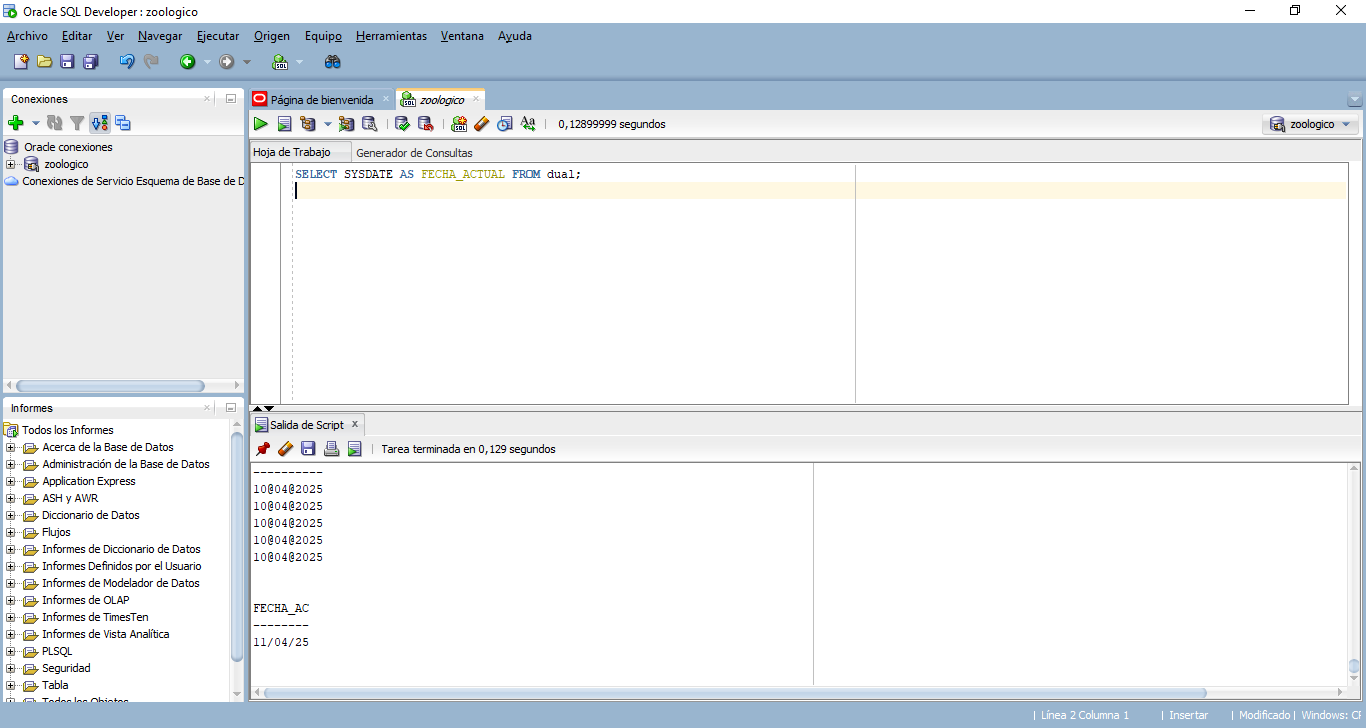 Oracle SQL Developer : zoologico
Archivo Editar Ver Navegar Ejecutar Origen Equipo Herramientas Ventana Ayuda
Conexiones
Oracle conexiones
zoologico
Conexiones de Servicio Esquema de Base de D
Informes
Todos los Informes
Acerca de la Base de Datos
Administración de la Base de Datos
Application Express
ASH y AWR
Diccionario de Datos
Flujos
Informes de Diccionario de Datos
Informes Definidos por el Usuario
Informes de Modelador de Datos
Informes de OLAP
Informes de TimesTen
Informes de Vista Analítica
PLSQL
Seguridad
Tabla
Todos los Objetos
Página de bienvenida zoologico
0,12899999 segundos
zoologico
Hoja de Trabajo Generador de Consultas
SELECT SYSDATE AS FECHA_ACTUAL FROM dual;
Salida de Script x
Tarea terminada en 0,129 segundos
----------
10@04@2025
10@04@2025
10@04@2025
10@04@2025
10@04@2025
FECHA_AC
--------
11/04/25
| Línea 2 Columna 1 | Insertar | Modificado | Windows: CF